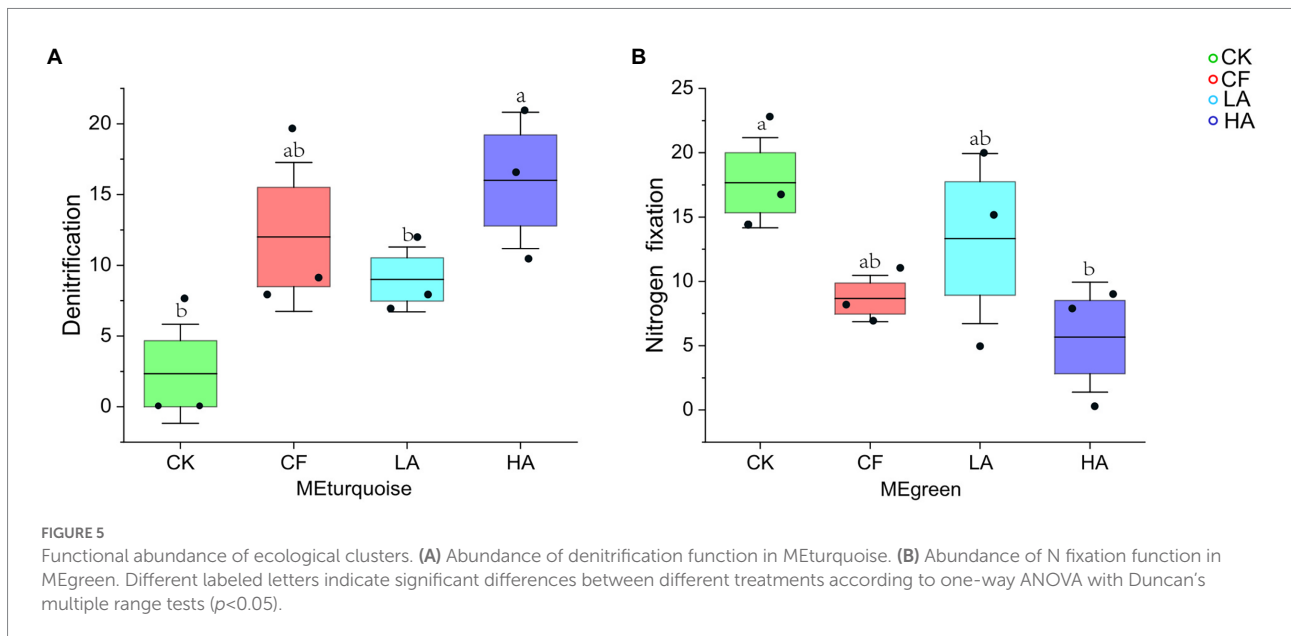 A
Denitrification
20
15
10
5
0
b
ab
b
a
CK CF LA HA
MEturquoise
B
Nitrogen fixation
25
20
15
10
5
0
a
ab
ab
b
CK CF LA HA
MEgreen
CK
CF
LA
HA
FIGURE 5
Functional abundance of ecological clusters. (A) Abundance of denitrification function in MEturquoise. (B) Abundance of N fixation function in
MEgreen. Different labeled letters indicate significant differences between different treatments according to one-way ANOVA with Duncan's
multiple range tests (p<0.05).